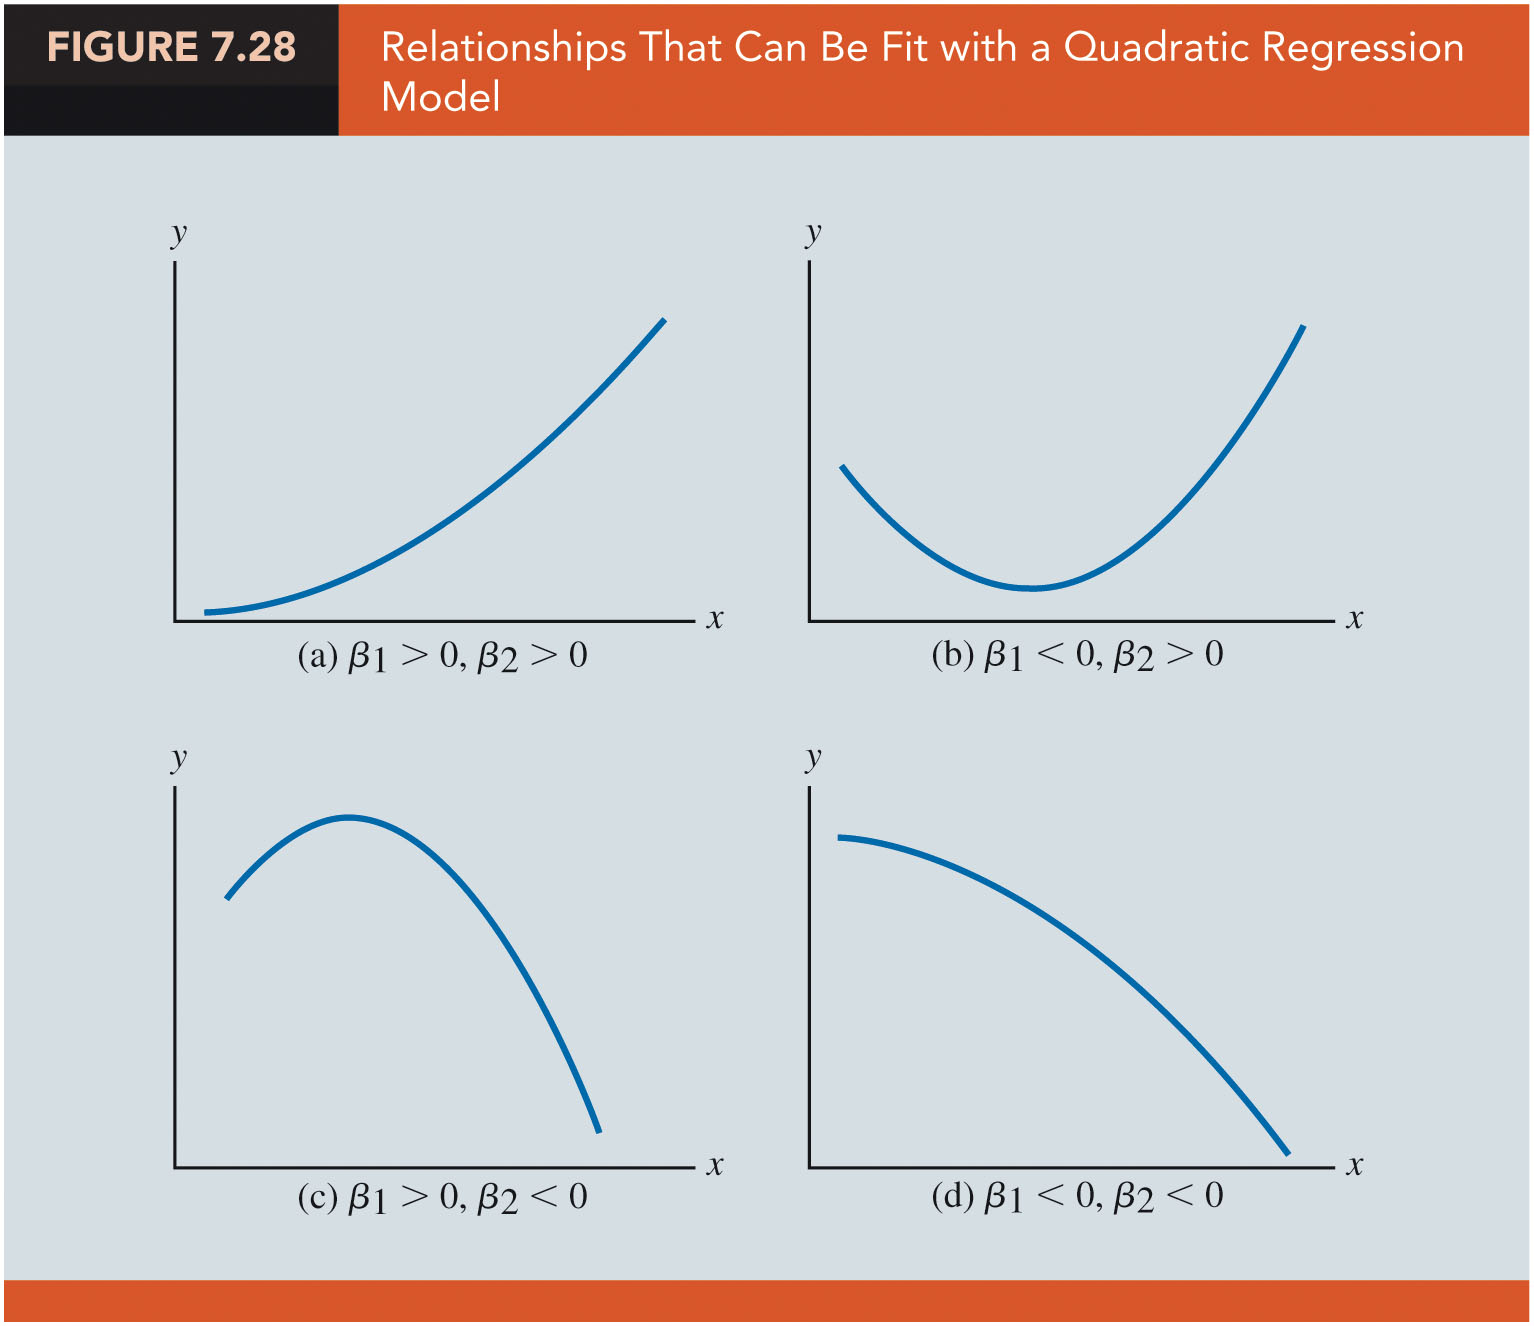 FIGURE 7.28
Relationships That Can Be Fit with a Quadratic Regression
Model
y
x
(a) β1 > 0, β2 > 0
y
x
(b) β1 < 0, β2 > 0
y
x
(c) β1 > 0, β2 < 0
y
x
(d) β1 < 0, β2 < 0